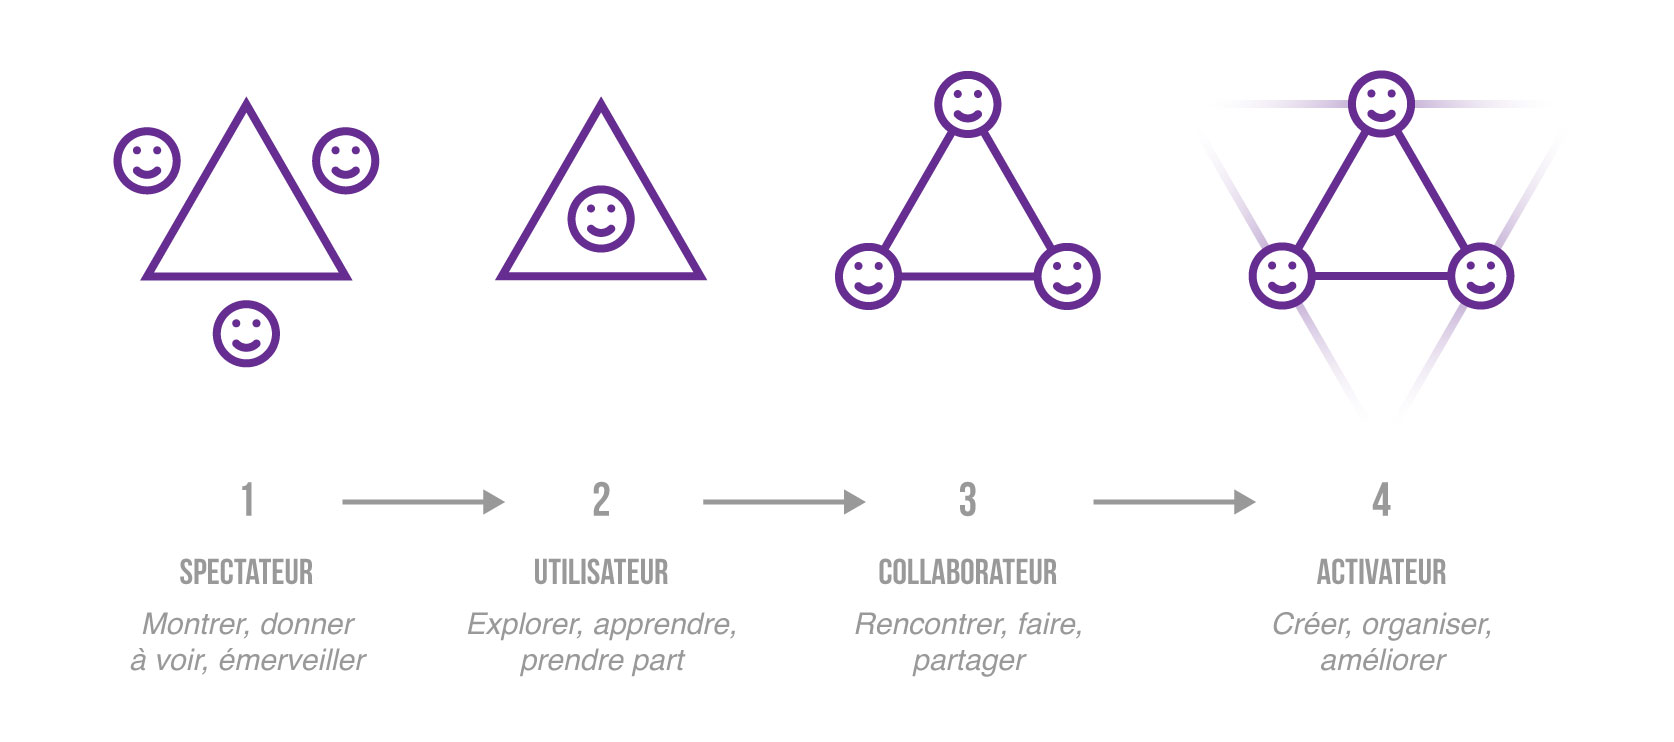 1
SPECTATEUR
Montrer, donner
à voir, émerveiller
2
UTILISATEUR
Explorer, apprendre,
prendre part
3
COLLABORATEUR
Rencontrer, faire,
partager
4
ACTIVATEUR
Créer, organiser,
améliorer